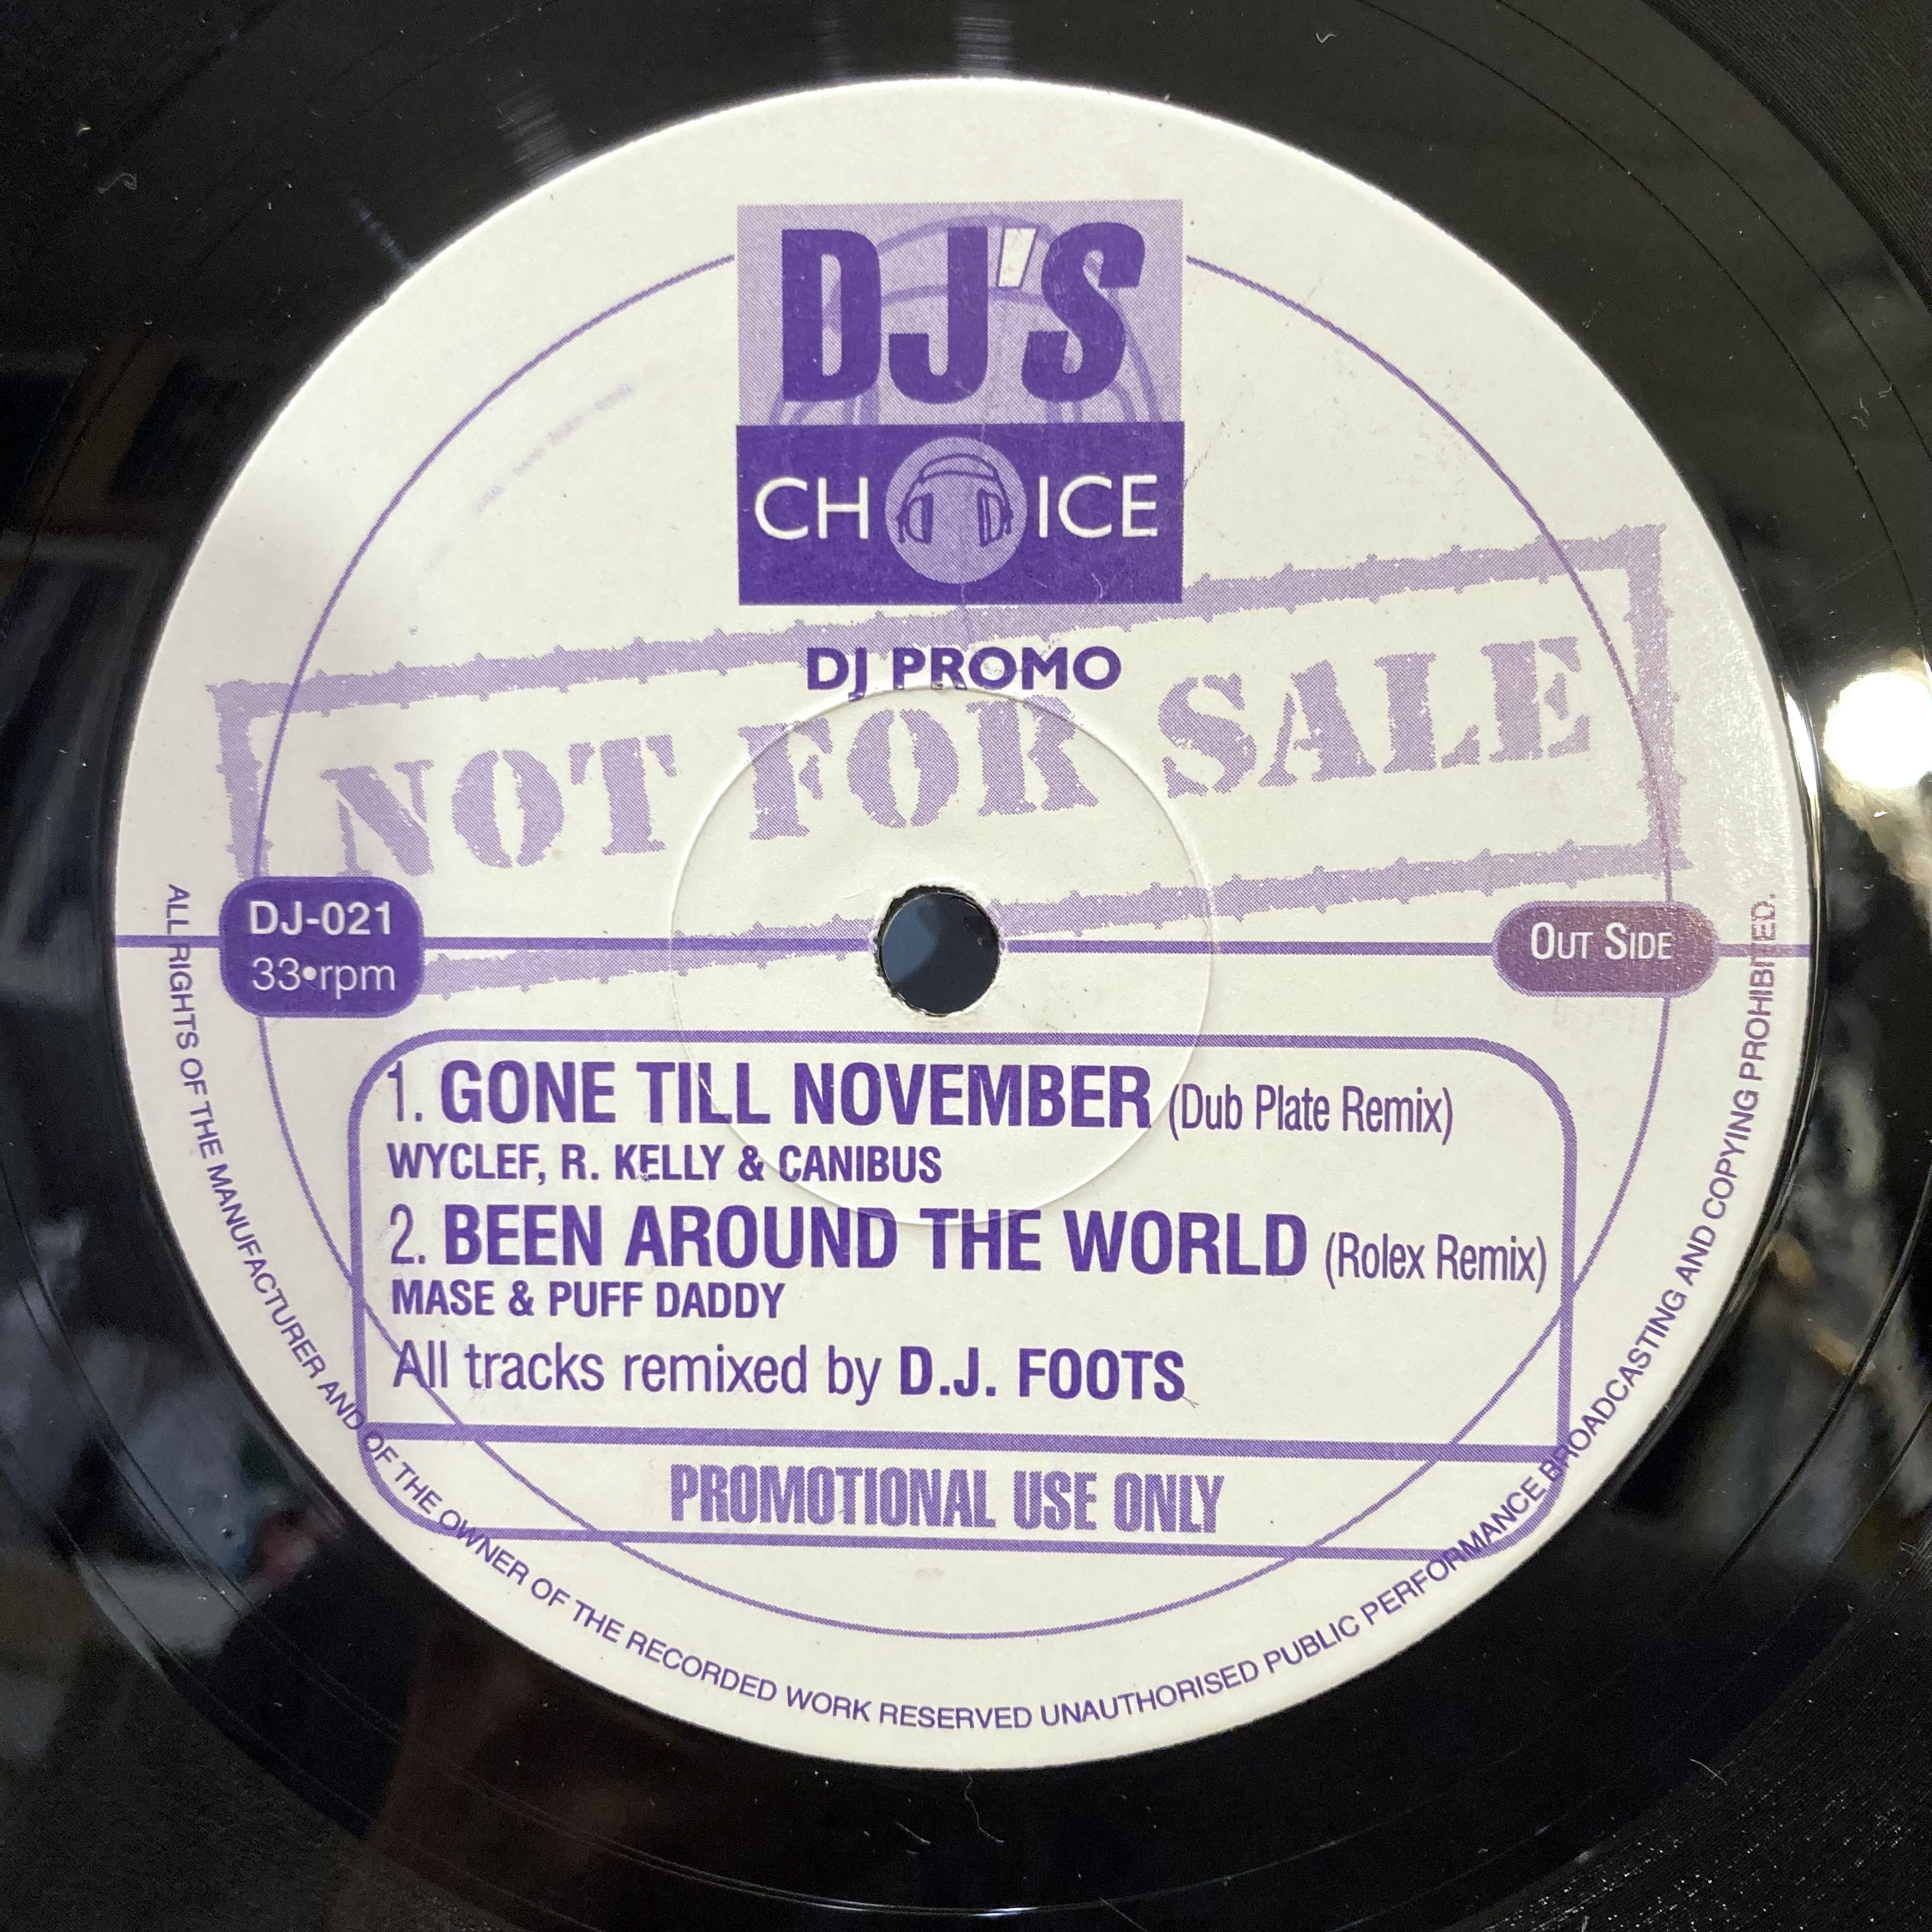 DJ'S
CHOICE
DJ PROMO
NOT FOR SALE
DJ-021
33•rpm
OUT SIDE
1. GONE TILL NOVEMBER (Dub Plate Remix)
WYCLEF, R. KELLY & CANIBUS
2. BEEN AROUND THE WORLD (Rolex Remix)
MASE & PUFF DADDY
All tracks remixed by D.J. FOOTS
PROMOTIONAL USE ONLY
ALL RIGHTS OF THE MANUFACTURER AND OF THE OWNER OF THE RECORDED WORK RESERVED UNAUTHORISED PUBLIC PERFORMANCE BROADCASTING AND COPYING PROHIBITED.